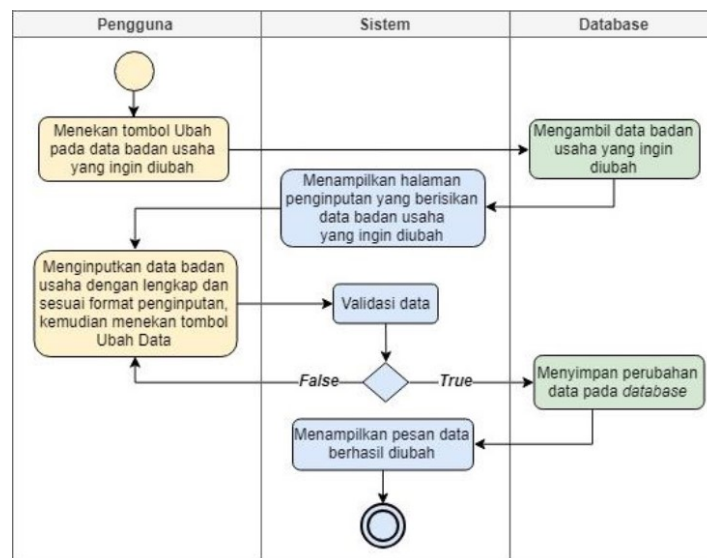 Pengguna
Sistem
Database
Menekan tombol Ubah
pada data badan usaha
yang ingin diubah
Mengambil data badan
usaha yang ingin
diubah
Menampilkan halaman
penginputan yang berisikan
data badan usaha
yang ingin diubah
Menginputkan data badan
usaha dengan lengkap dan
sesuai format penginputan,
kemudian menekan tombol
Ubah Data
Validasi data
False
True
Menyimpan perubahan
data pada database
Menampilkan pesan data
berhasil diubah